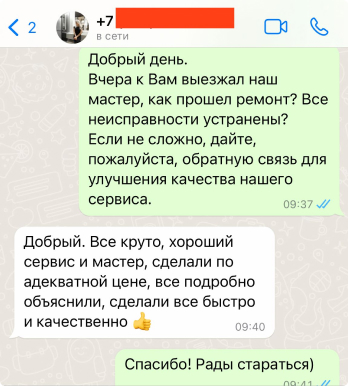 2
+7
в сети
Добрый день.
Вчера к Вам выезжал наш
мастер, как прошел ремонт? Все
неисправности устранены?
Если не сложно, дайте,
пожалуйста, обратную связь для
улучшения качества нашего
сервиса.
09:37
Добрый. Все круто, хороший
сервис и мастер, сделали по
адекватной цене, все подробно
объяснили, сделали все быстро
и качественно 👍
09:40
Спасибо! Рады стараться)
09:41